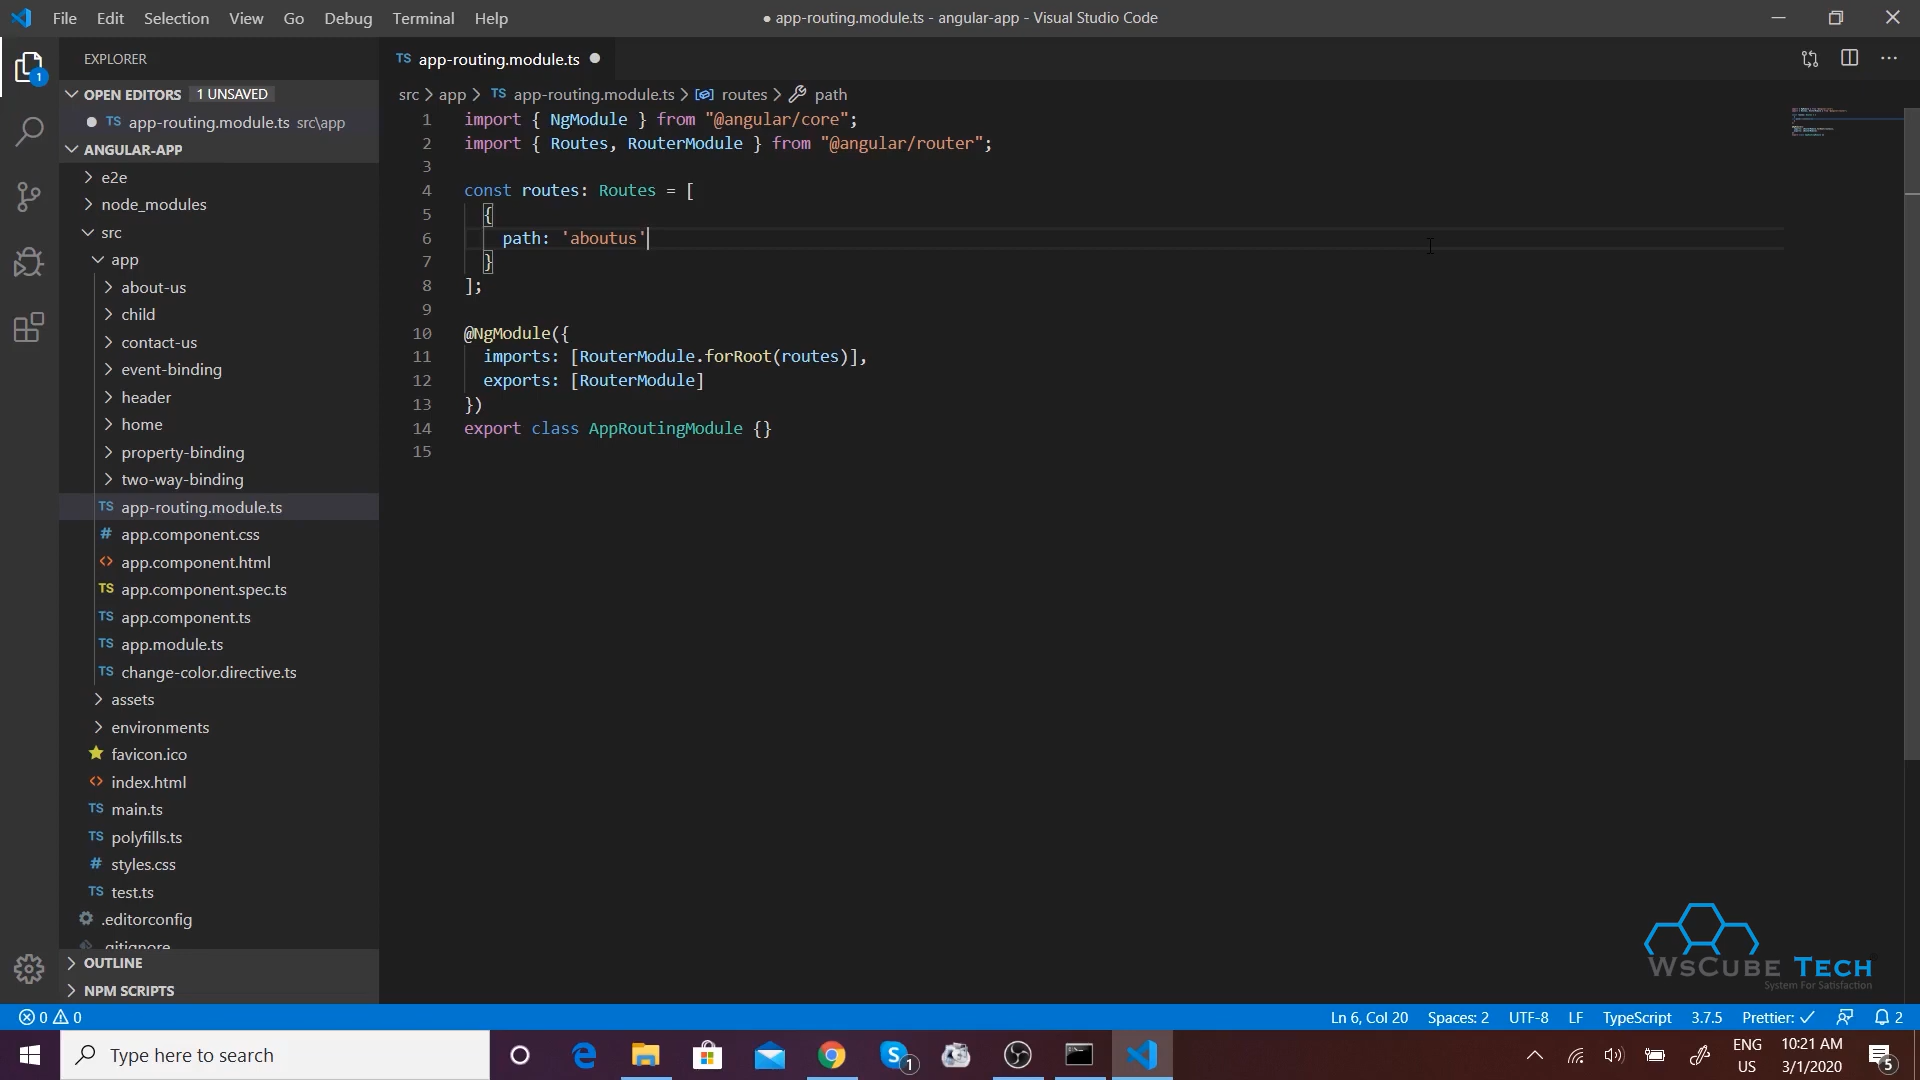 File Edit Selection View Go Debug Terminal Help
● app-routing.module.ts - angular-app - Visual Studio Code
EXPLORER
OPEN EDITORS 1 UNSAVED
TS app-routing.module.ts src\app
ANGULAR-APP
e2e
node_modules
src
app
about-us
child
contact-us
event-binding
header
home
property-binding
two-way-binding
TS app-routing.module.ts
# app.component.css
<> app.component.html
TS app.component.spec.ts
TS app.component.ts
TS app.module.ts
TS change-color.directive.ts
assets
environments
favicon.ico
<> index.html
TS main.ts
TS polyfills.ts
# styles.css
TS test.ts
.editorconfig
.gitignore
OUTLINE
NPM SCRIPTS
TS app-routing.module.ts ●
src > app > TS app-routing.module.ts > routes > path
1 import { NgModule } from "@angular/core";
2 import { Routes, RouterModule } from "@angular/router";
3
4 const routes: Routes = [
5 {
6 path: 'aboutus'
7 }
8 ];
9
10 @NgModule({
11 imports: [RouterModule.forRoot(routes)],
12 exports: [RouterModule]
13 })
14 export class AppRoutingModule {}
15
WsCube Tech
System For Satisfaction
0 0
Ln 6, Col 20 Spaces: 2 UTF-8 LF TypeScript 3.7.5 Prettier: ✓ 2
Type here to search
1
ENG
US
10:21 AM
3/1/2020
5